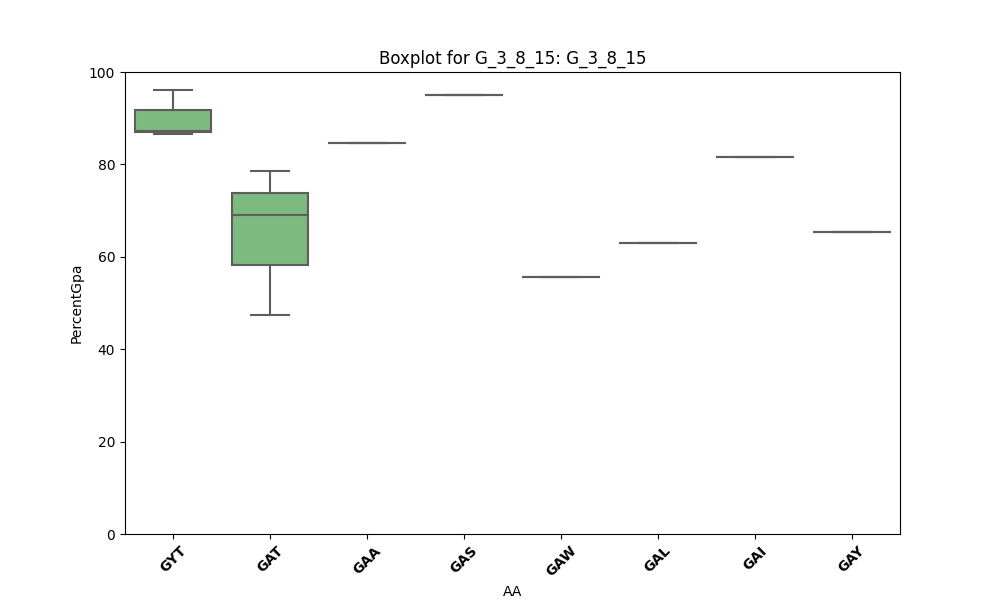 Boxplot for G_3_8_15: G_3_8_15
100
80
60
40
20
0
PercentGpa
GYT
GAT
GAA
GAS
GAW
GAL
GAI
GAY
AA